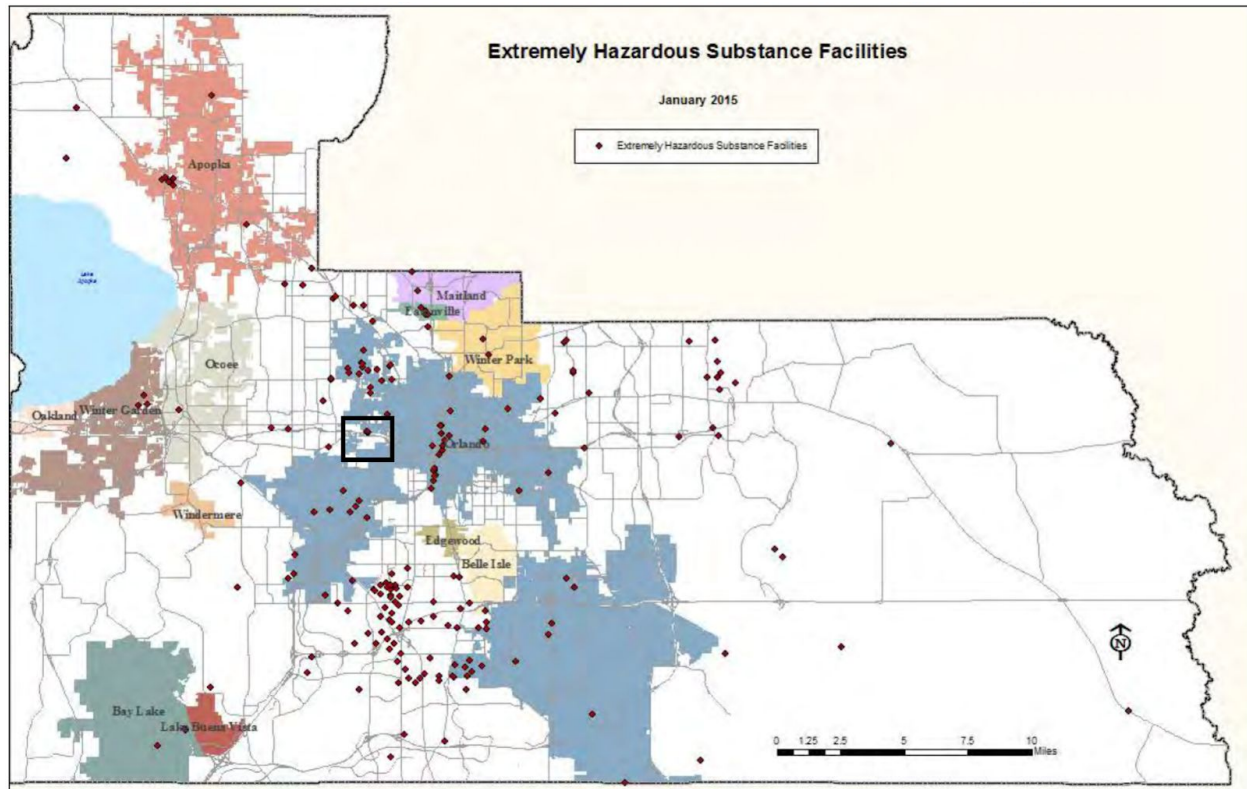 Extremely Hazardous Substance Facilities
January 2015
Extremely Hazardous Substance Facilities
Apopka
Lake
Apopka
Maitland
Eatonville
Winter Park
Ocoee
Oakland
Winter Garden
Orlando
Windermere
Edgewood
Belle Isle
N
Bay Lake
Lake Buena Vista
0 1.25 2.5 5 7.5 10
Miles